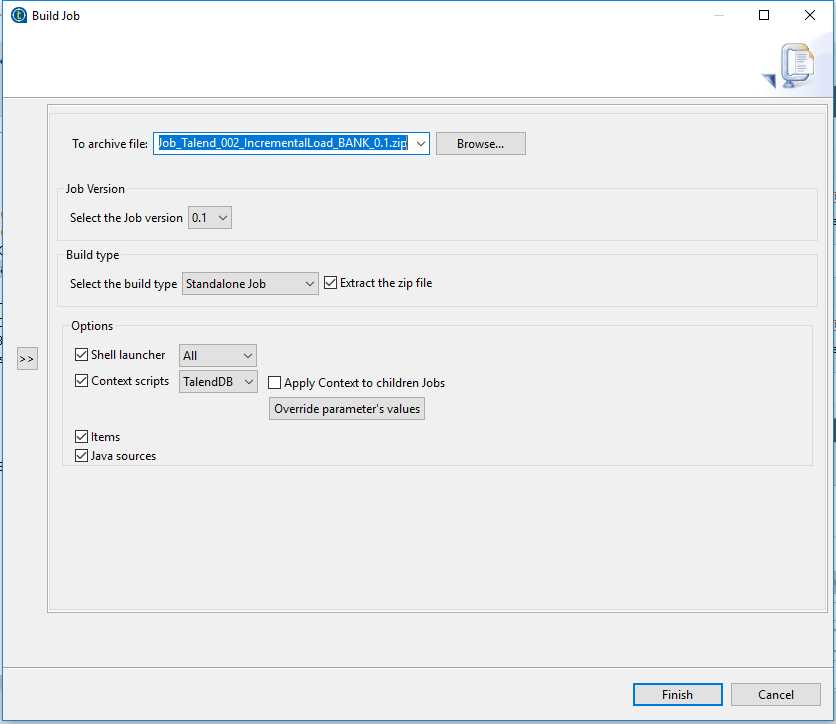 Build Job
To archive file: Job_Talend_002_IncrementalLoad_BANK_0.1.zip Browse...
Job Version
Select the Job version 0.1
Build type
Select the build type Standalone Job Extract the zip file
Options
>>
Shell launcher All
Context scripts TalendDB Apply Context to children Jobs
Override parameter's values
Items
Java sources
Finish Cancel